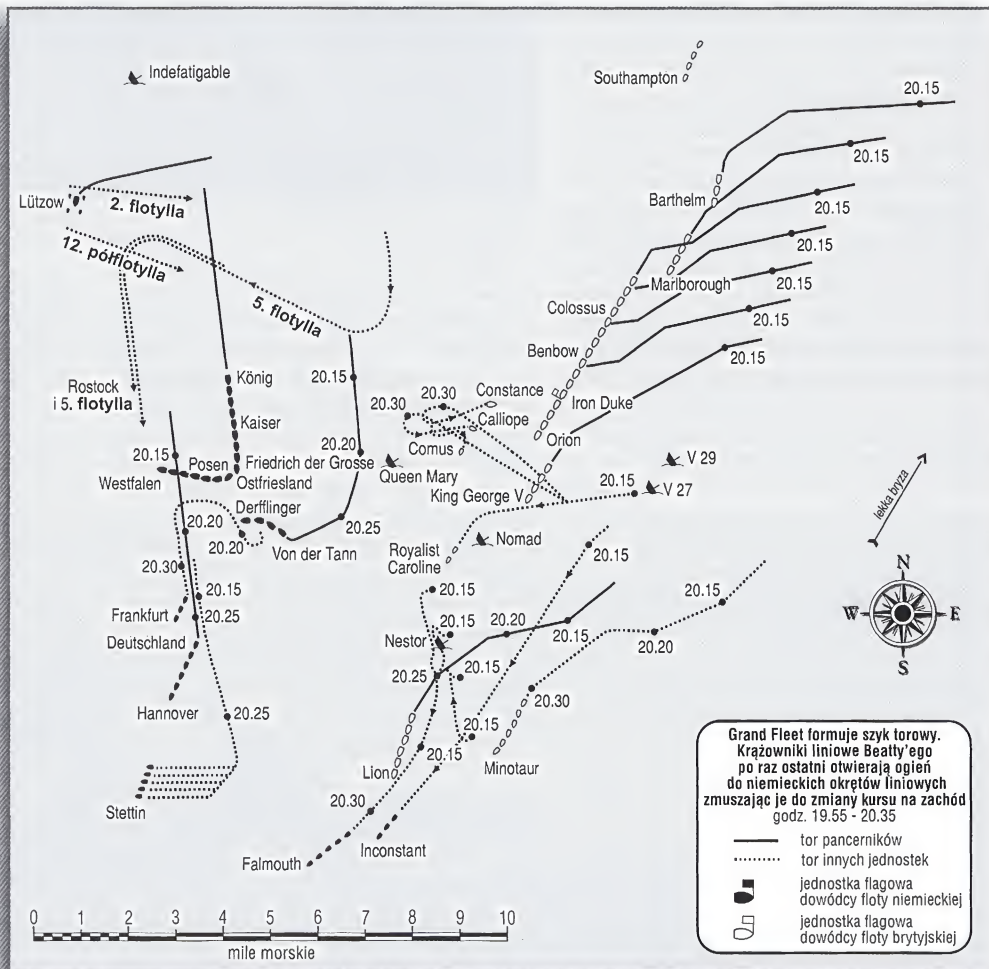 Indefatigable
Southampton
20.15
20.15
Barthelm
20.15
Lützow
2. flotylla
12. półflotylla
5. flotylla
20.15
Marlborough
20.15
Colossus
20.15
König
20.15
Benbow
20.15
Rostock
i 5. flotylla
Kaiser
20.30
20.30
Constance
Calliope
Iron Duke
20.15
Posen
Friedrich der Grosse
20.20
Comus
Orion
Westfalen
Ostfriesland
Queen Mary
V 29
King George V
20.15
V 27
lekka bryza
Derfflinger
20.20
20.20
20.25
Von der Tann
Nomad
Royalist
Caroline
20.15
20.30
20.15
20.15
20.15
Frankfurt
20.25
Nestor
20.15
20.20
20.15
20.20
Deutschland
20.25
20.15
20.30
N
W
E
S
Hannover
20.25
20.15
20.15
Lion
Minotaur
Stettin
20.30
Falmouth
Inconstant
Grand Fleet formuje szyk torowy.
Krążowniki liniowe Beatty'ego
po raz ostatni otwierają ogień
do niemieckich okrętów liniowych
zmuszając je do zmiany kursu na zachód
godz. 19.55 - 20.35
tor pancerników
tor innych jednostek
jednostka flagowa
dowódcy floty niemieckiej
jednostka flagowa
dowódcy floty brytyjskiej
0 1 2 3 4 5 6 7 8 9 10
mile morskie